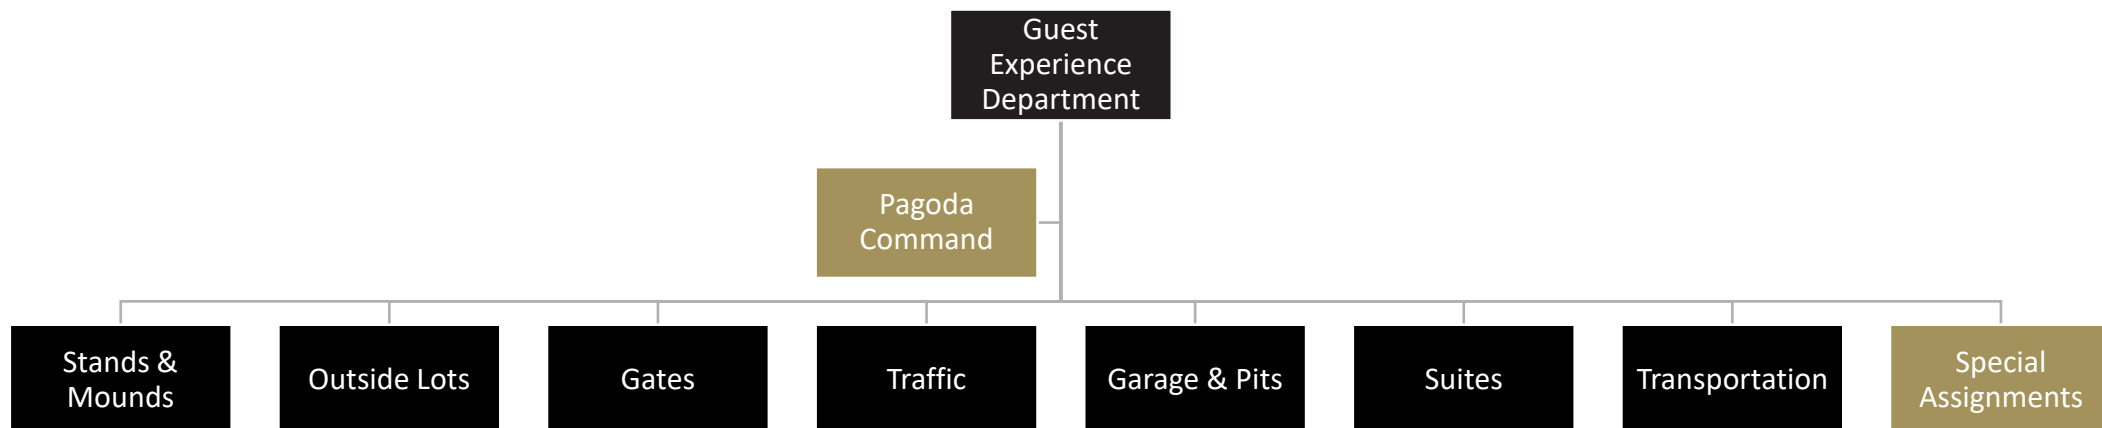 Guest
Experience
Department
Pagoda
Command
Stands &
Mounds
Outside Lots
Gates
Traffic
Garage & Pits
Suites
Transportation
Special
Assignments